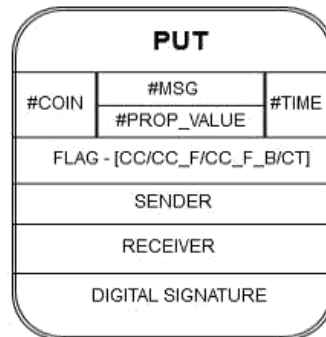 PUT
#COIN
#MSG
#PROP_VALUE
#TIME
FLAG - [CC/CC_F/CC_F_B/CT]
SENDER
RECEIVER
DIGITAL SIGNATURE